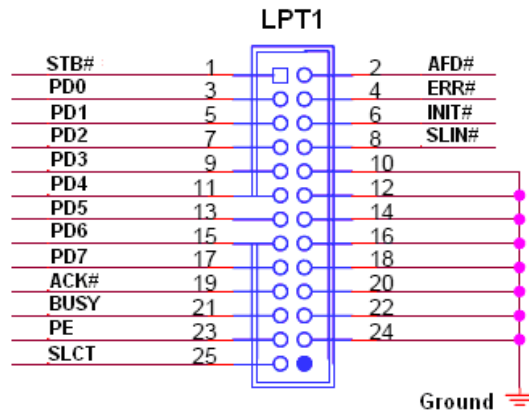 LPT1
STB# 1 2 AFD#
PD0 3 4 ERR#
PD1 5 6 INIT#
PD2 7 8 SLIN#
PD3 9 10
PD4 11 12
PD5 13 14
PD6 15 16
PD7 17 18
ACK# 19 20
BUSY 21 22
PE 23 24
SLCT 25
Ground